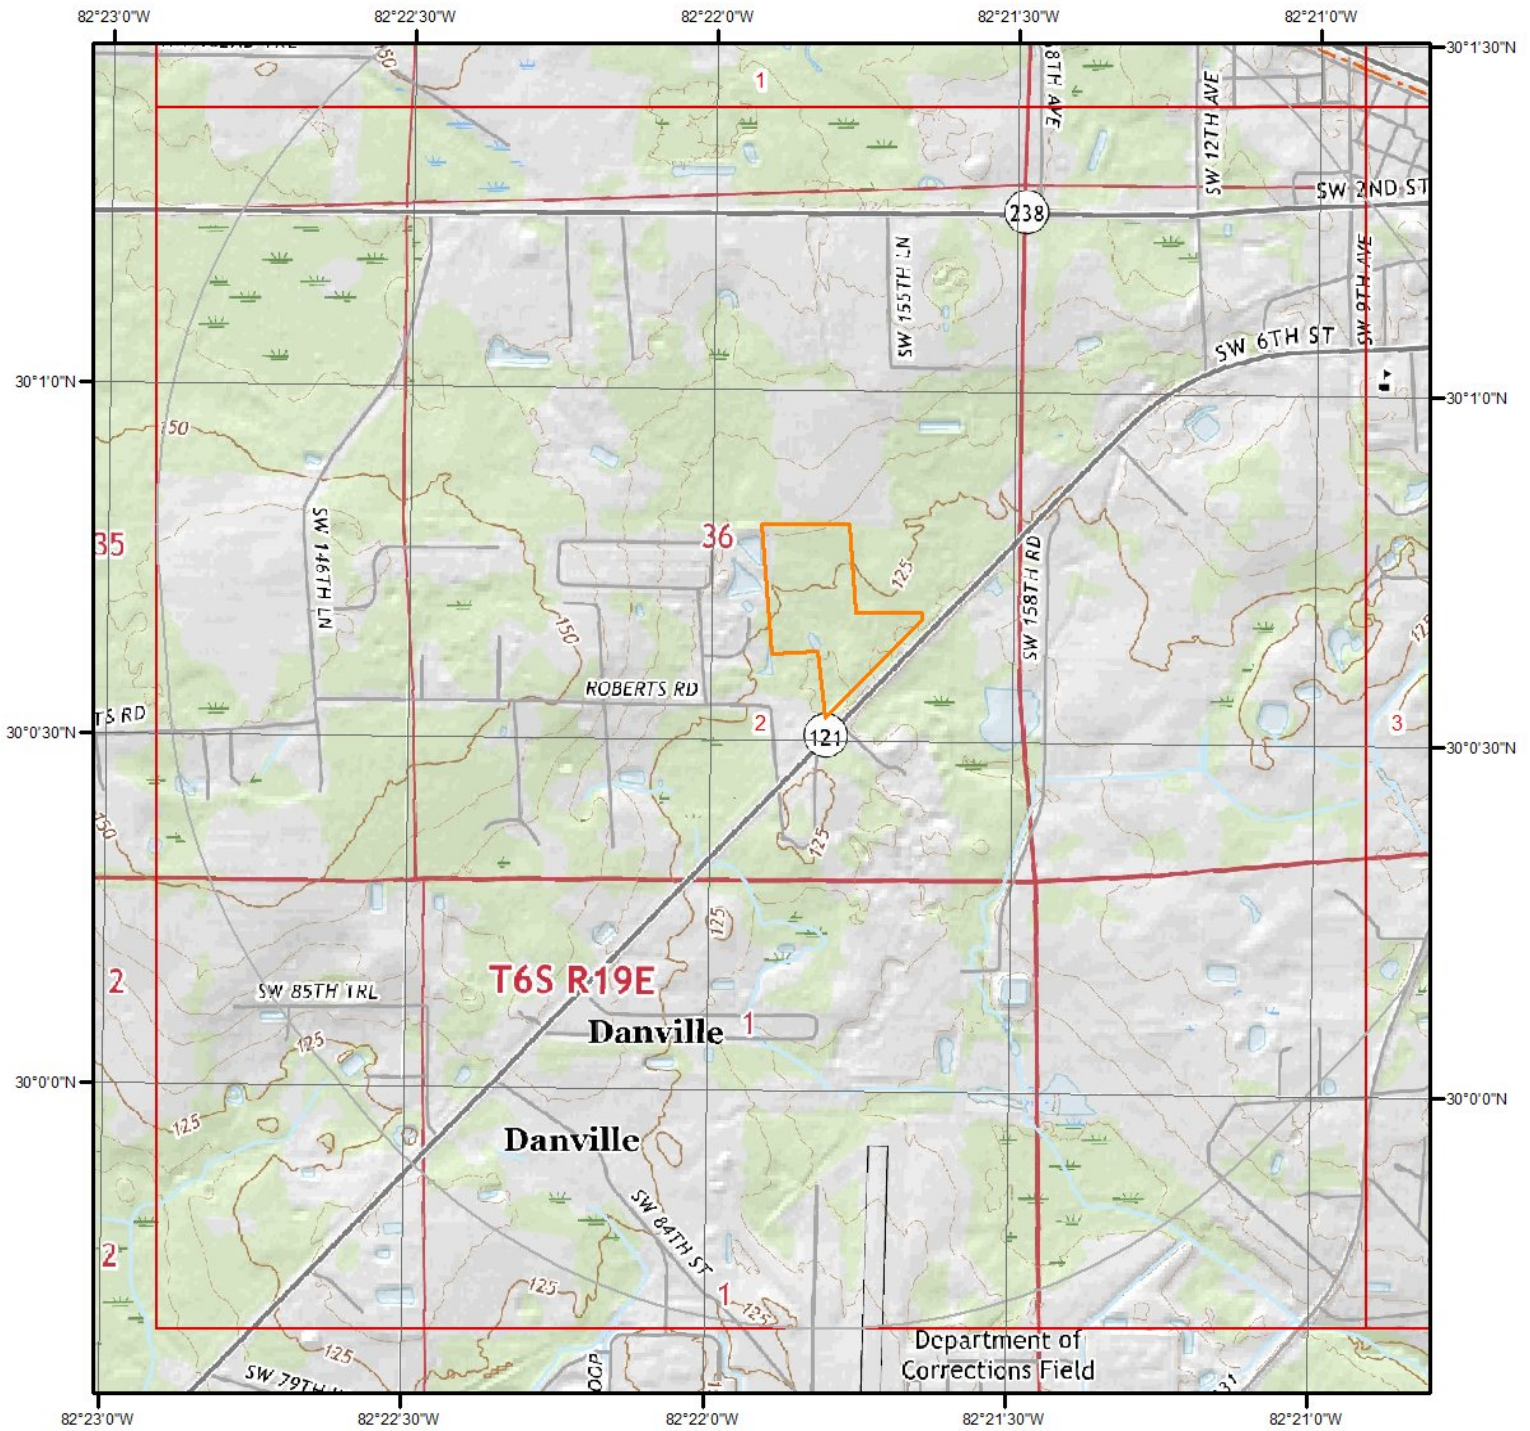 82°23'0"W 82°22'30"W 82°22'0"W 82°21'30"W 82°21'0"W
30°1'30"N
150
1
8TH AVE
SW 12TH AVE
SW 2ND ST
238
SW 155TH LN
SW 9TH AVE
SW 6TH ST
30°1'0"N
30°1'0"N
150
35
SW 146TH LN
36
125
SW 158TH RD
150
125
ROBERTS RD
TS RD
2
3
30°0'30"N
121
30°0'30"N
150
125
125
2
T6S R19E
SW 85TH TRL
Danville
1
125
30°0'0"N
30°0'0"N
125
Danville
SW 84TH ST
2
125
1
125
125
Department of
Corrections Field
SW 79TH
OOP
131
82°23'0"W 82°22'30"W 82°22'0"W 82°21'30"W 82°21'0"W